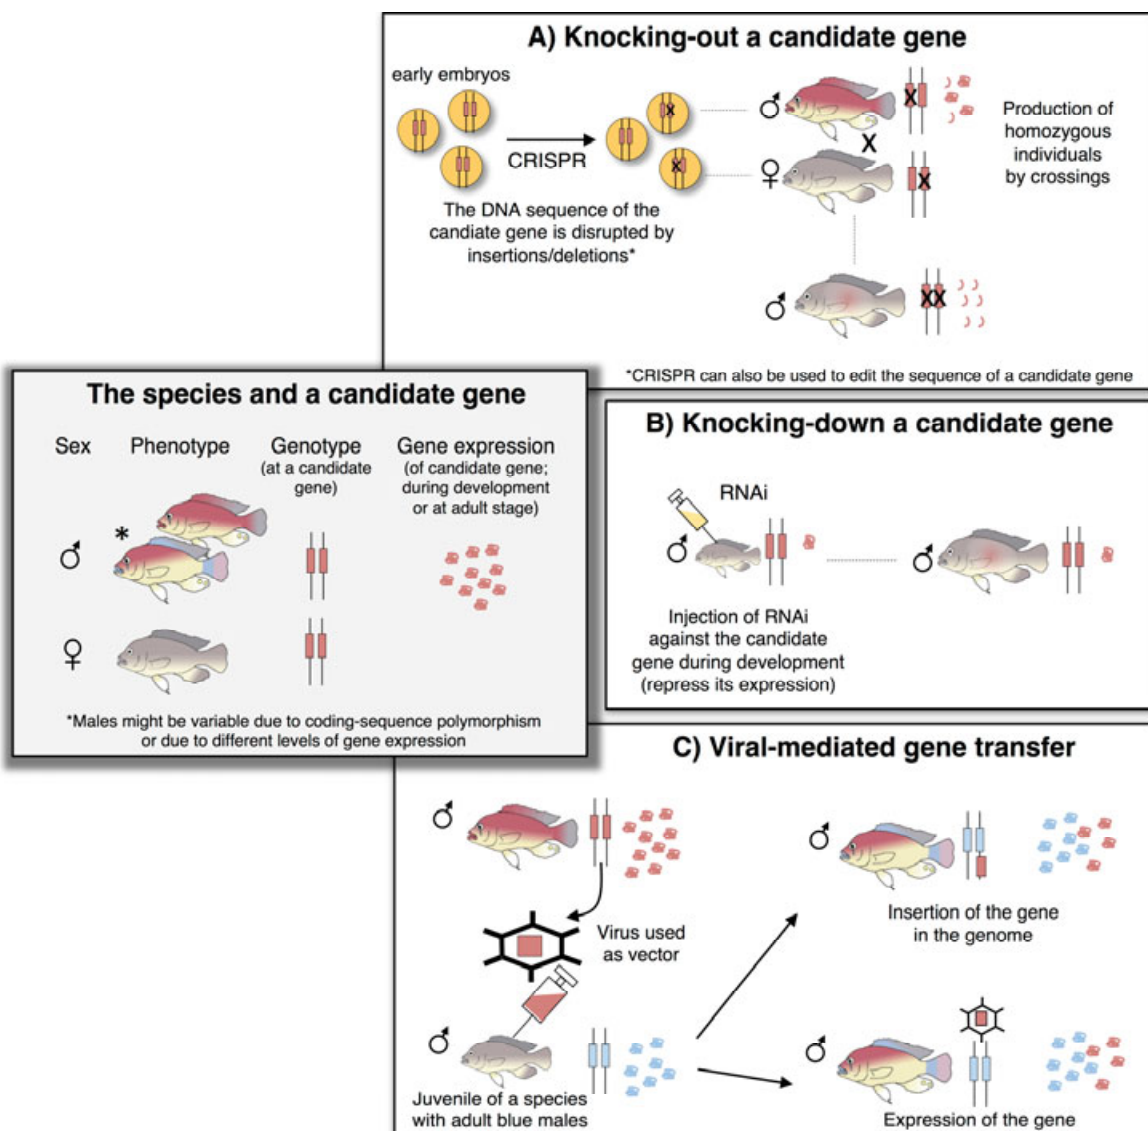 A) Knocking-out a candidate gene
early embryos
CRISPR
The DNA sequence of the
candiate gene is disrupted by
insertions/deletions*
♂
X
♀
Production of
homozygous
individuals
by crossings
♂
*CRISPR can also be used to edit the sequence of a candidate gene
The species and a candidate gene
Sex Phenotype Genotype Gene expression
(at a candidate
gene)
(of candidate gene;
during development
or at adult stage)
*
♂
♀
*Males might be variable due to coding-sequence polymorphism
or due to different levels of gene expression
B) Knocking-down a candidate gene
RNAi
♂
♂
Injection of RNAi
against the candidate
gene during development
(repress its expression)
C) Viral-mediated gene transfer
♂
Virus used
as vector
♂
Juvenile of a species
with adult blue males
♂
Insertion of the gene
in the genome
♂
Expression of the gene